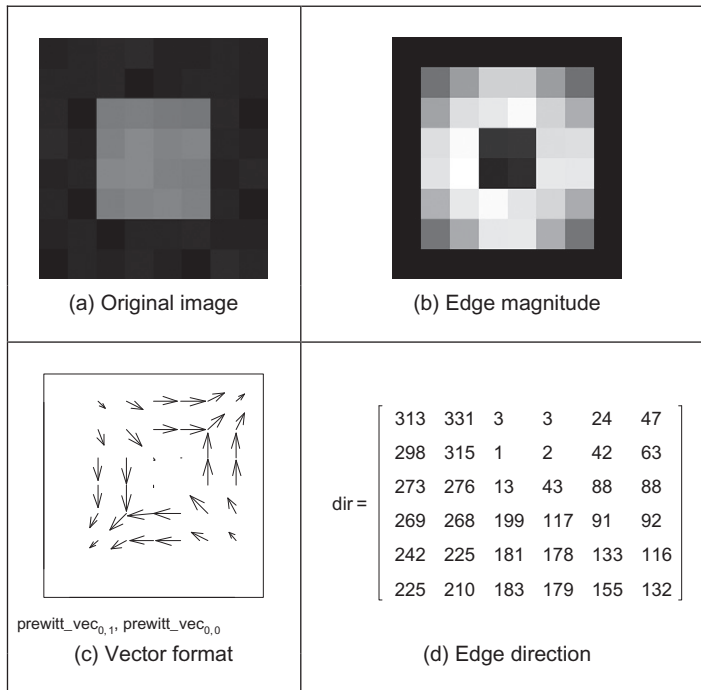 (a) Original image
(b) Edge magnitude
prewitt_vec0,1, prewitt_vec0,0
(c) Vector format
dir =
313 331 3 3 24 47
298 315 1 2 42 63
273 276 13 43 88 88
269 268 199 117 91 92
242 225 181 178 133 116
225 210 183 179 155 132
(d) Edge direction